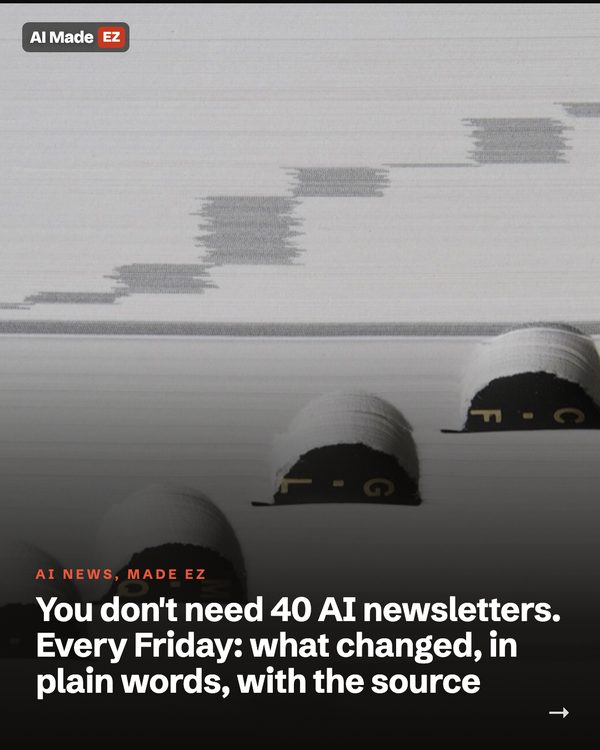 AI Made EZ
C - F
G - L
M
AI NEWS, MADE EZ
You don't need 40 AI newsletters.
Every Friday: what changed, in
plain words, with the source
→